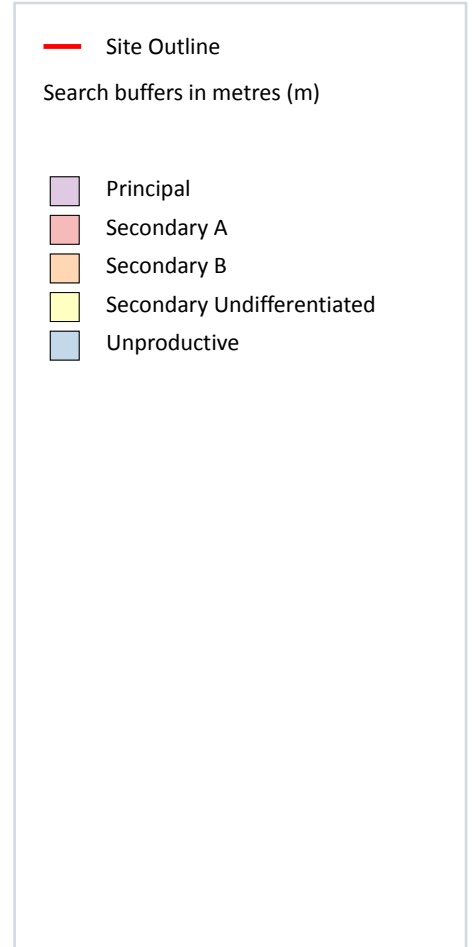 Site Outline
Search buffers in metres (m)
Principal
Secondary A
Secondary B
Secondary Undifferentiated
Unproductive